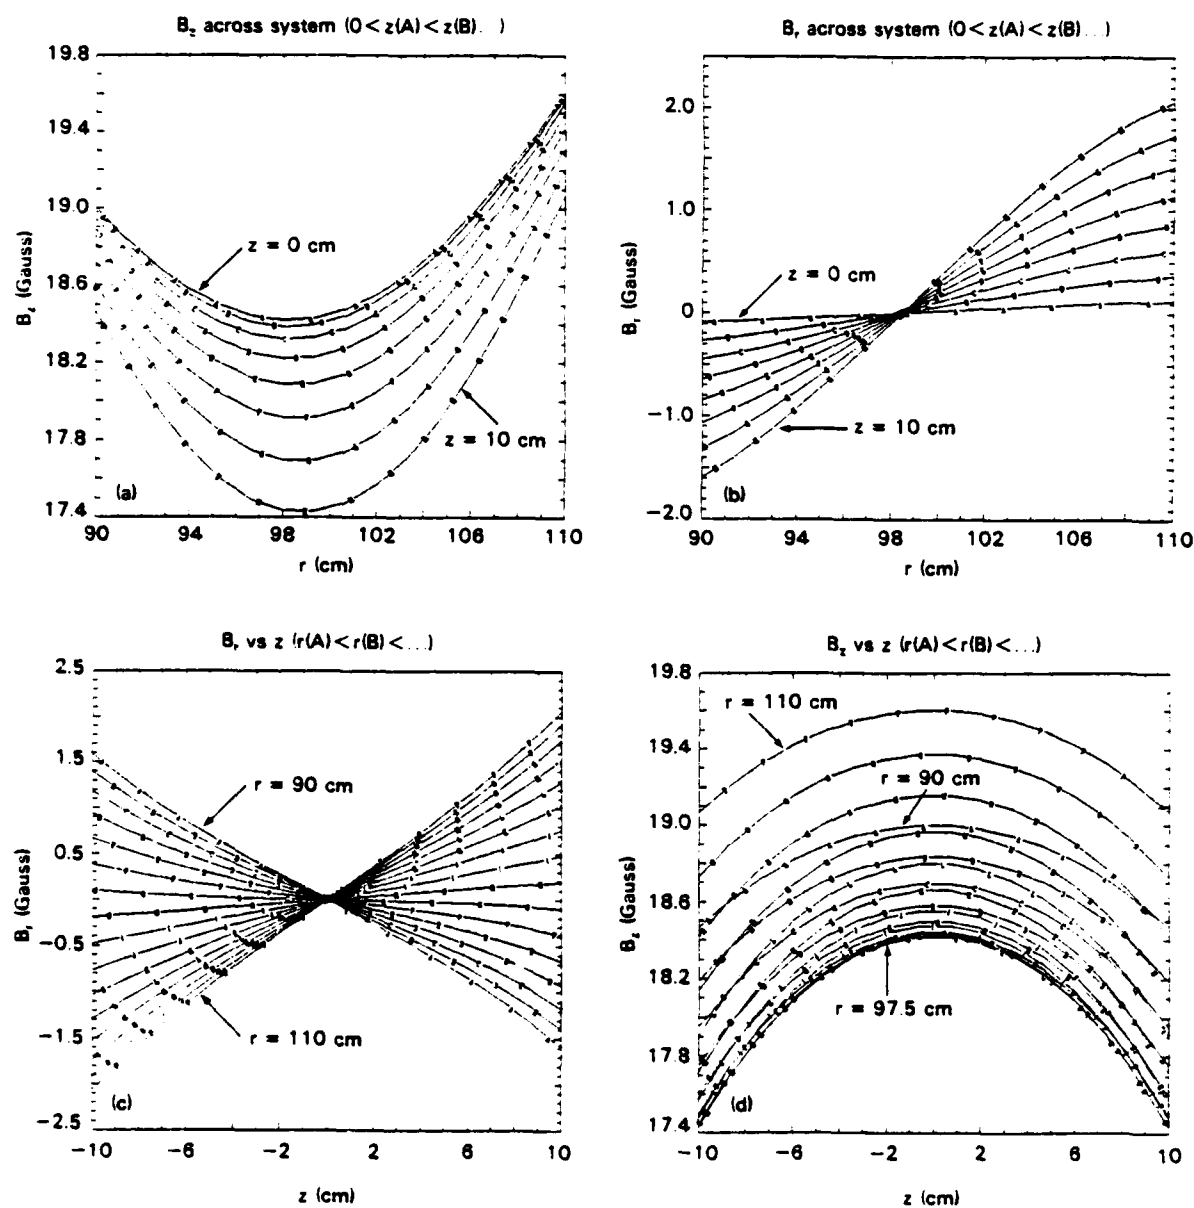 B_z across system (0 < z(A) < z(B)...)
19.8
19.4
19.0
18.6
18.2
17.8
17.4
B_z (Gauss)
z = 0 cm
z = 10 cm
(a)
90 94 98 102 106 110
r (cm)
B_r across system (0 < z(A) < z(B)...)
2.0
1.0
0
-1.0
-2.0
B_r (Gauss)
z = 0 cm
z = 10 cm
(b)
90 94 98 102 106 110
r (cm)
B_r vs z (r(A) < r(B) < ...)
2.5
1.5
0.5
-0.5
-1.5
-2.5
B_r (Gauss)
r = 90 cm
r = 110 cm
(c)
-10 -6 -2 2 6 10
z (cm)
B_z vs z (r(A) < r(B) < ...)
19.8
19.4
19.0
18.6
18.2
17.8
17.4
B_z (Gauss)
r = 110 cm
r = 90 cm
r = 97.5 cm
(d)
-10 -6 -2 2 6 10
z (cm)